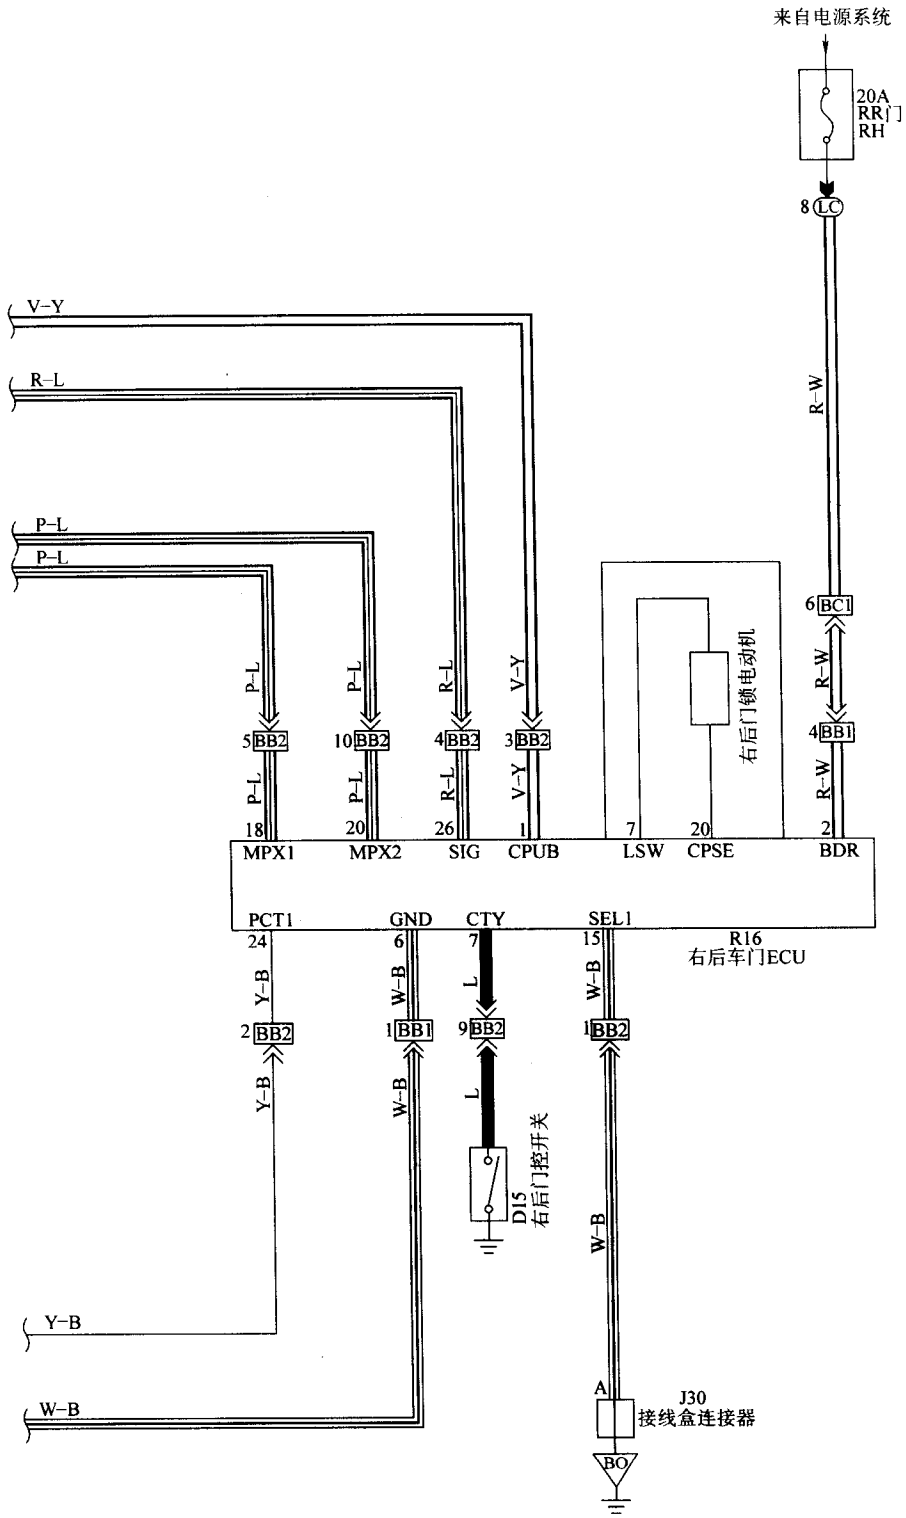 来自电源系统
20A
RR门
RH
8 LC
V-Y
R-L
R-W
P-L
P-L
6 BC1
P-L
P-L
R-L
V-Y
右后门锁电动机
R-W
5 BB2
10 BB2
4 BB2
3 BB2
4 BB1
P-L
P-L
R-L
V-Y
R-W
18
20
26
1
7
20
2
MPX1
MPX2
SIG
CPUB
LSW
CPSE
BDR
PCT1
GND
CTY
SEL1
24
6
7
15
R16
右后车门ECU
Y-B
W-B
L
W-B
2 BB2
1 BB1
9 BB2
1 BB2
Y-B
W-B
L
D15
右后门控开关
W-B
Y-B
W-B
A
J30
接线盒连接器
BO